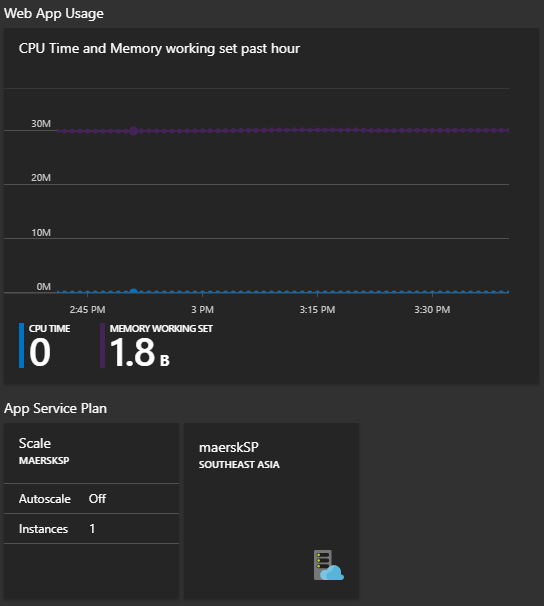 Web App Usage
CPU Time and Memory working set past hour
30M
20M
10M
0M
2:45 PM 3 PM 3:15 PM 3:30 PM
CPU TIME
0
MEMORY WORKING SET
1.8 B
App Service Plan
Scale
MAERSKSP
Autoscale Off
Instances 1
maerskSP
SOUTHEAST ASIA